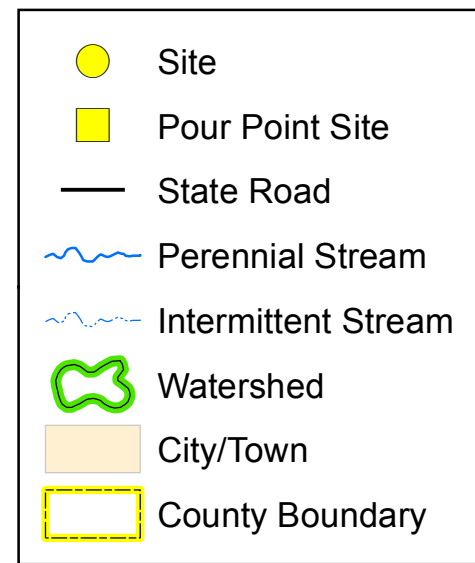 Site
Pour Point Site
State Road
Perennial Stream
Intermittent Stream
Watershed
City/Town
County Boundary